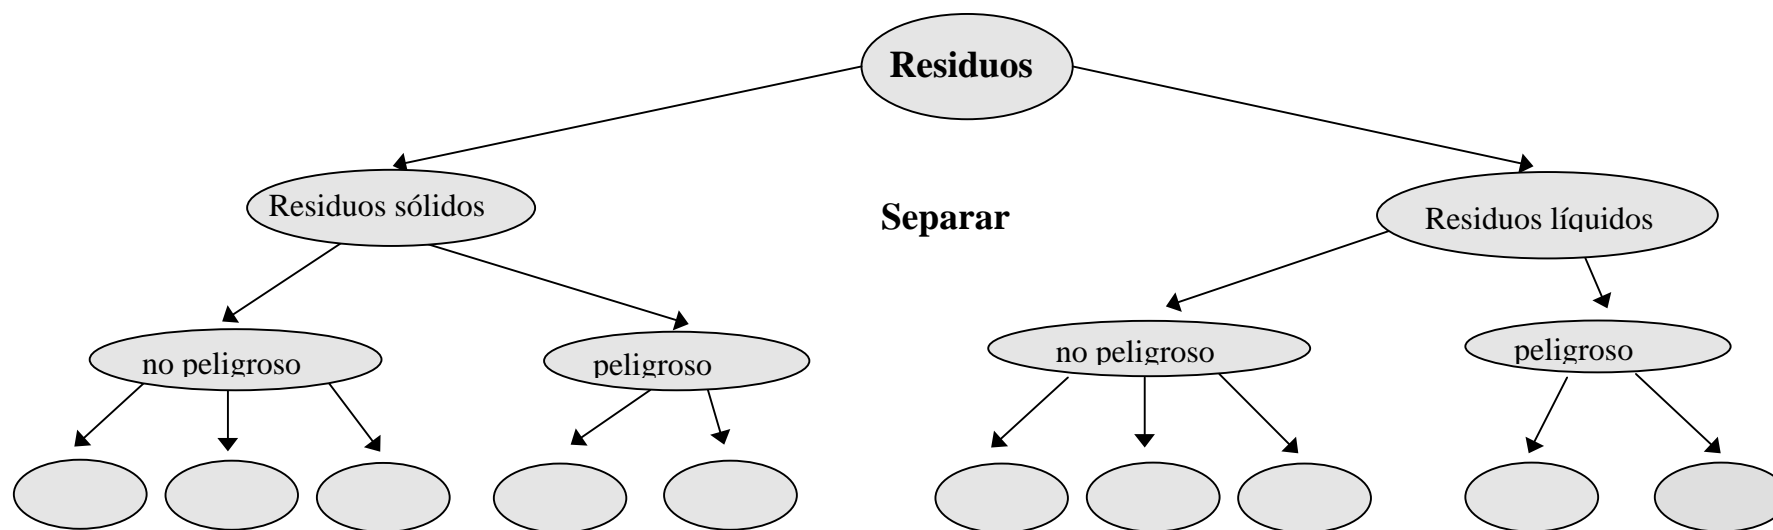 Residuos
Residuos sólidos
Separar
Residuos líquidos
no peligroso
peligroso
no peligroso
peligroso